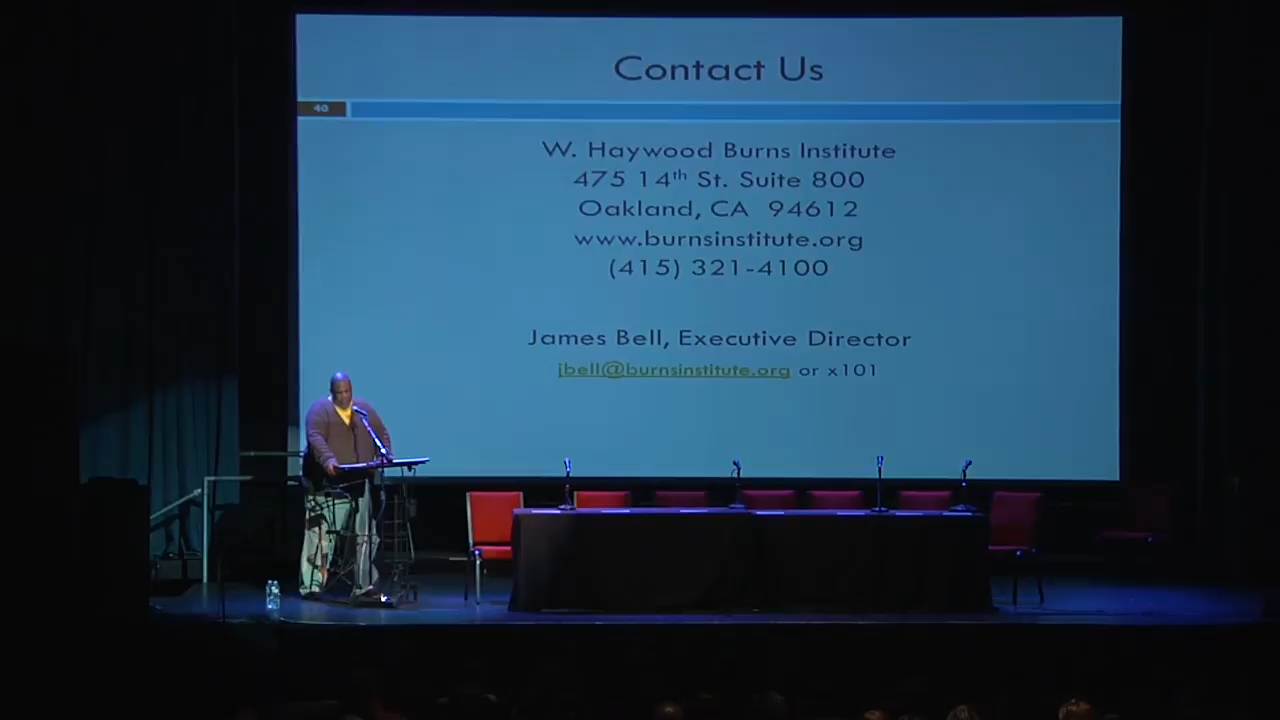 Contact Us
40
W. Haywood Burns Institute
475 14th St. Suite 800
Oakland, CA 94612
www.burnsinstitute.org
(415) 321-4100
James Bell, Executive Director
jbell@burnsinstitute.org or x101